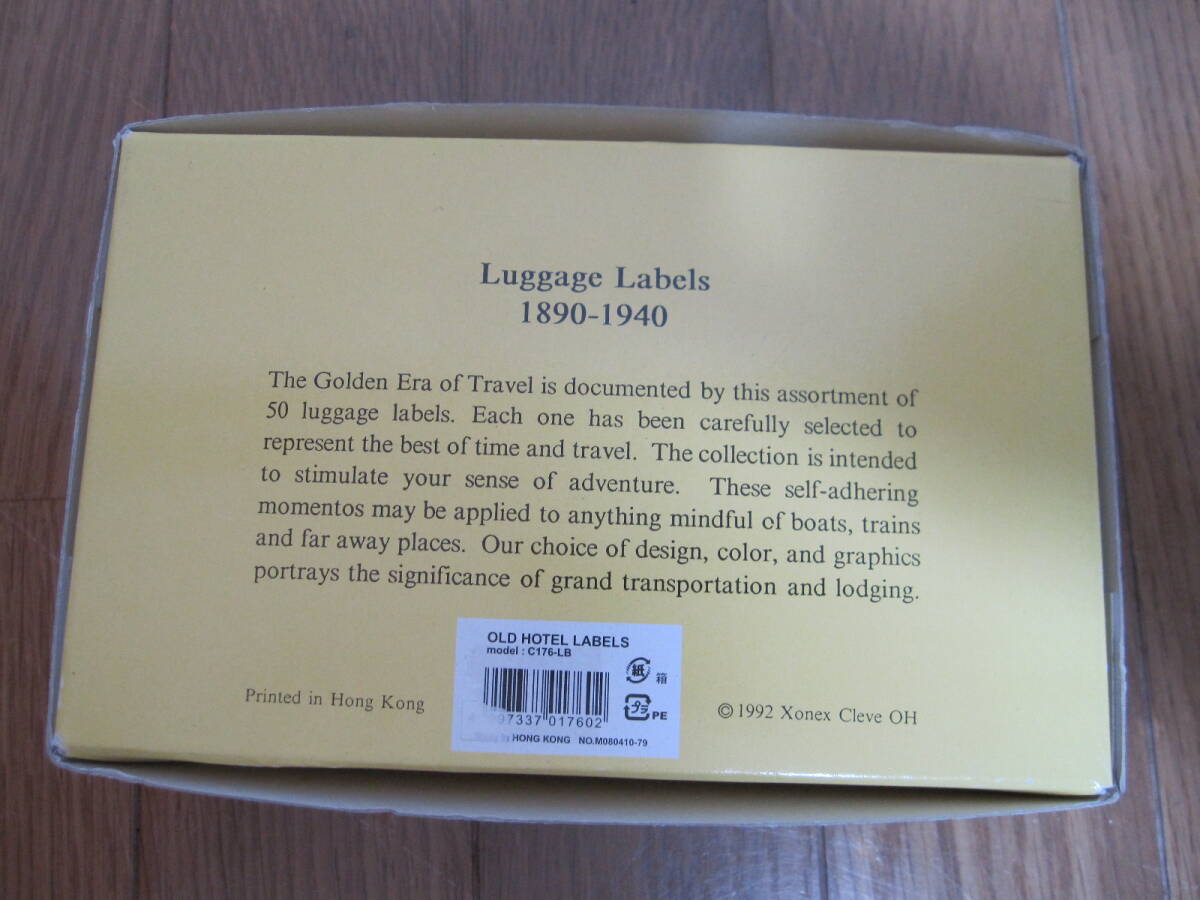 Luggage Labels
1890-1940
The Golden Era of Travel is documented by this assortment of
50 luggage labels. Each one has been carefully selected to
represent the best of time and travel. The collection is intended
to stimulate your sense of adventure. These self-adhering
momentos may be applied to anything mindful of boats, trains
and far away places. Our choice of design, color, and graphics
portrays the significance of grand transportation and lodging.
OLD HOTEL LABELS
model : C176-LB
紙 箱
プラ PE
97337 017602
HONG KONG NO.M080410-79
Printed in Hong Kong
©1992 Xonex Cleve OH